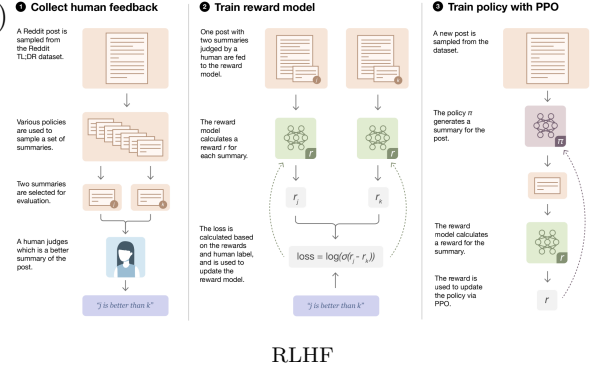 )
1 Collect human feedback
A Reddit post is
sampled from
the Reddit
TL;DR dataset.
Various policies
are used to
sample a set of
summaries.
Two summaries
are selected for
evaluation.
j
k
A human judges
which is a better
summary of the
post.
"j is better than k"
2 Train reward model
One post with
two summaries
judged by a
human are fed
to the reward
model.
j
k
The reward
model
calculates a
reward r for
each summary.
r
r
rj
rk
The loss is
calculated based
on the rewards
and human label,
and is used to
update the
reward model.
loss = log(σ(rj - rk))
"j is better than k"
3 Train policy with PPO
A new post is
sampled from the
dataset.
The policy π
generates a
summary for the
post.
π
The reward
model calculates
a reward for the
summary.
r
The reward is
used to update
the policy via
PPO.
r
RLHF